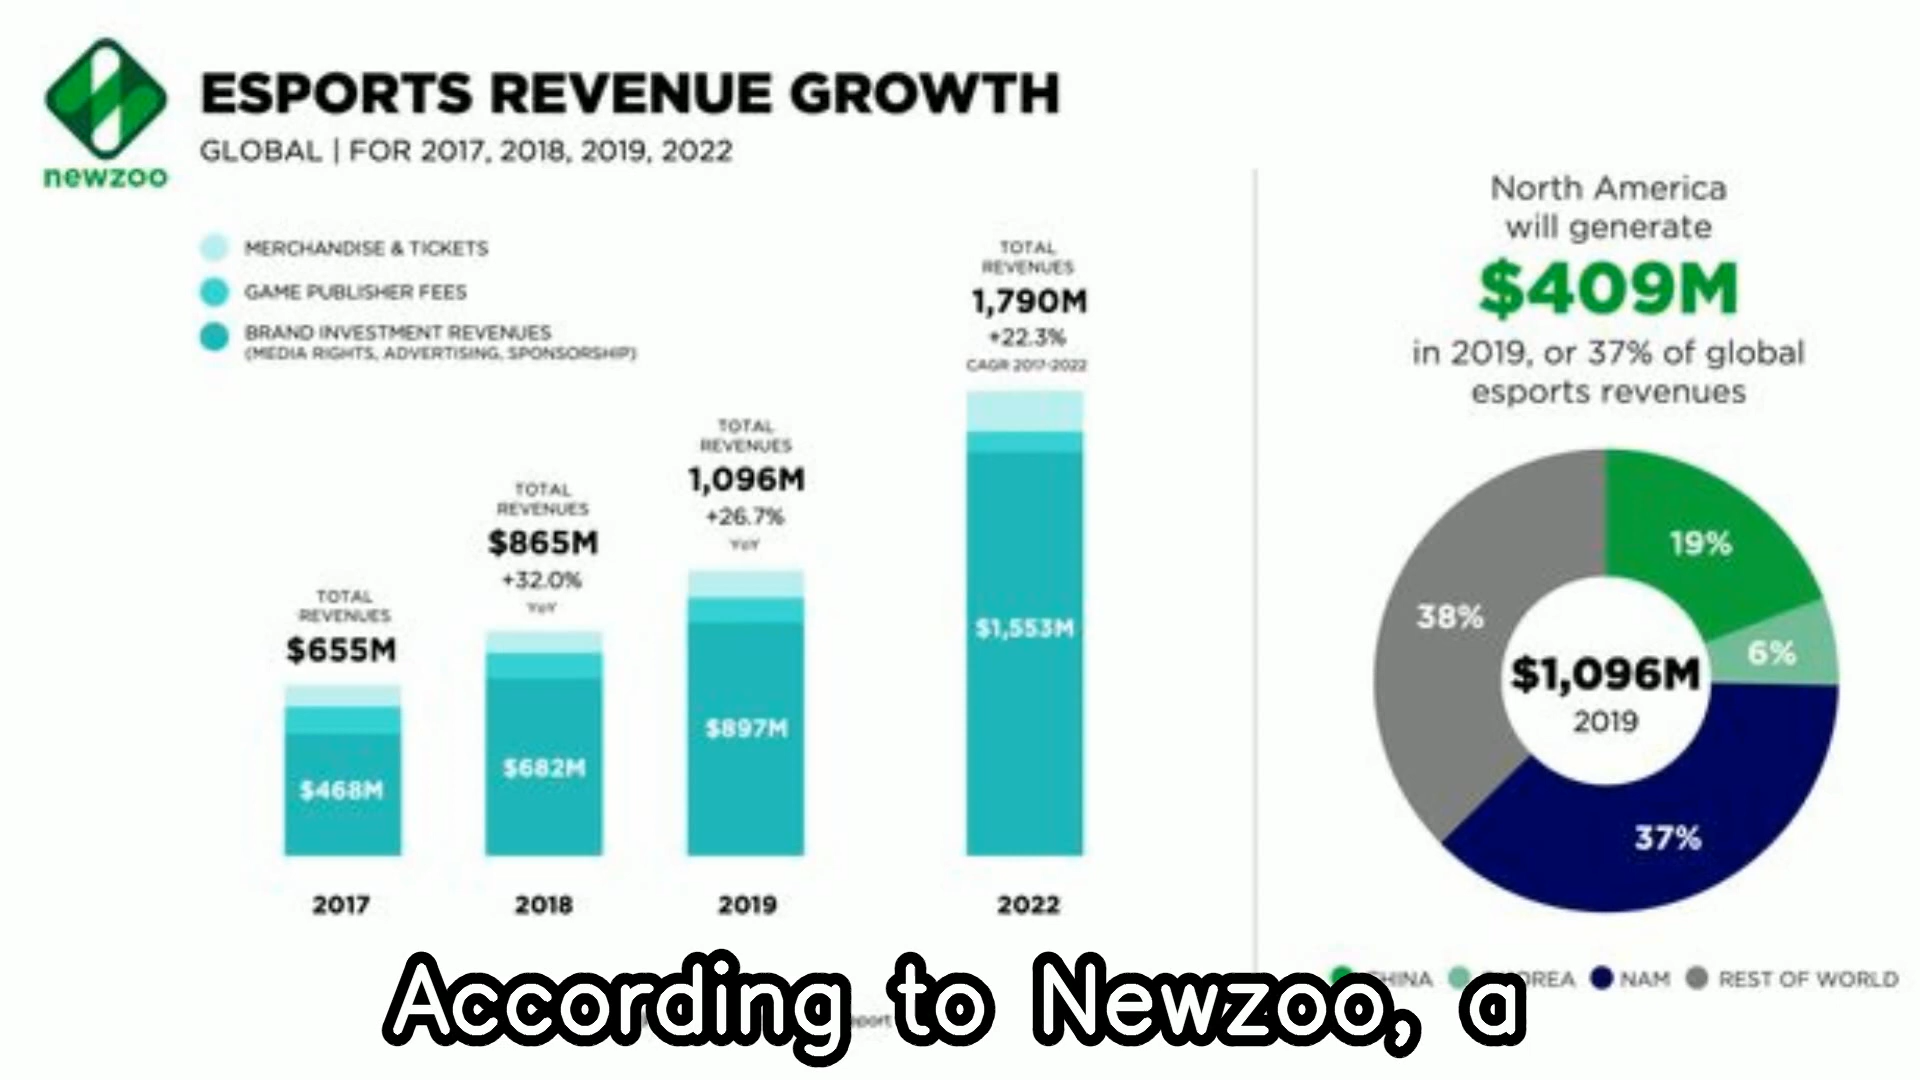 newzoo
ESPORTS REVENUE GROWTH
GLOBAL | FOR 2017, 2018, 2019, 2022
MERCHANDISE & TICKETS
GAME PUBLISHER FEES
BRAND INVESTMENT REVENUES
(MEDIA RIGHTS, ADVERTISING, SPONSORSHIP)
TOTAL
REVENUES
$655M
$468M
2017
TOTAL
REVENUES
$865M
+32.0%
YoY
$682M
2018
TOTAL
REVENUES
1,096M
+26.7%
YoY
$897M
2019
TOTAL
REVENUES
1,790M
+22.3%
CAGR 2017-2022
$1,553M
2022
North America
will generate
$409M
in 2019, or 37% of global
esports revenues
19%
6%
37%
38%
$1,096M
2019
NAM REST OF WORLD
According to Newzoo, a